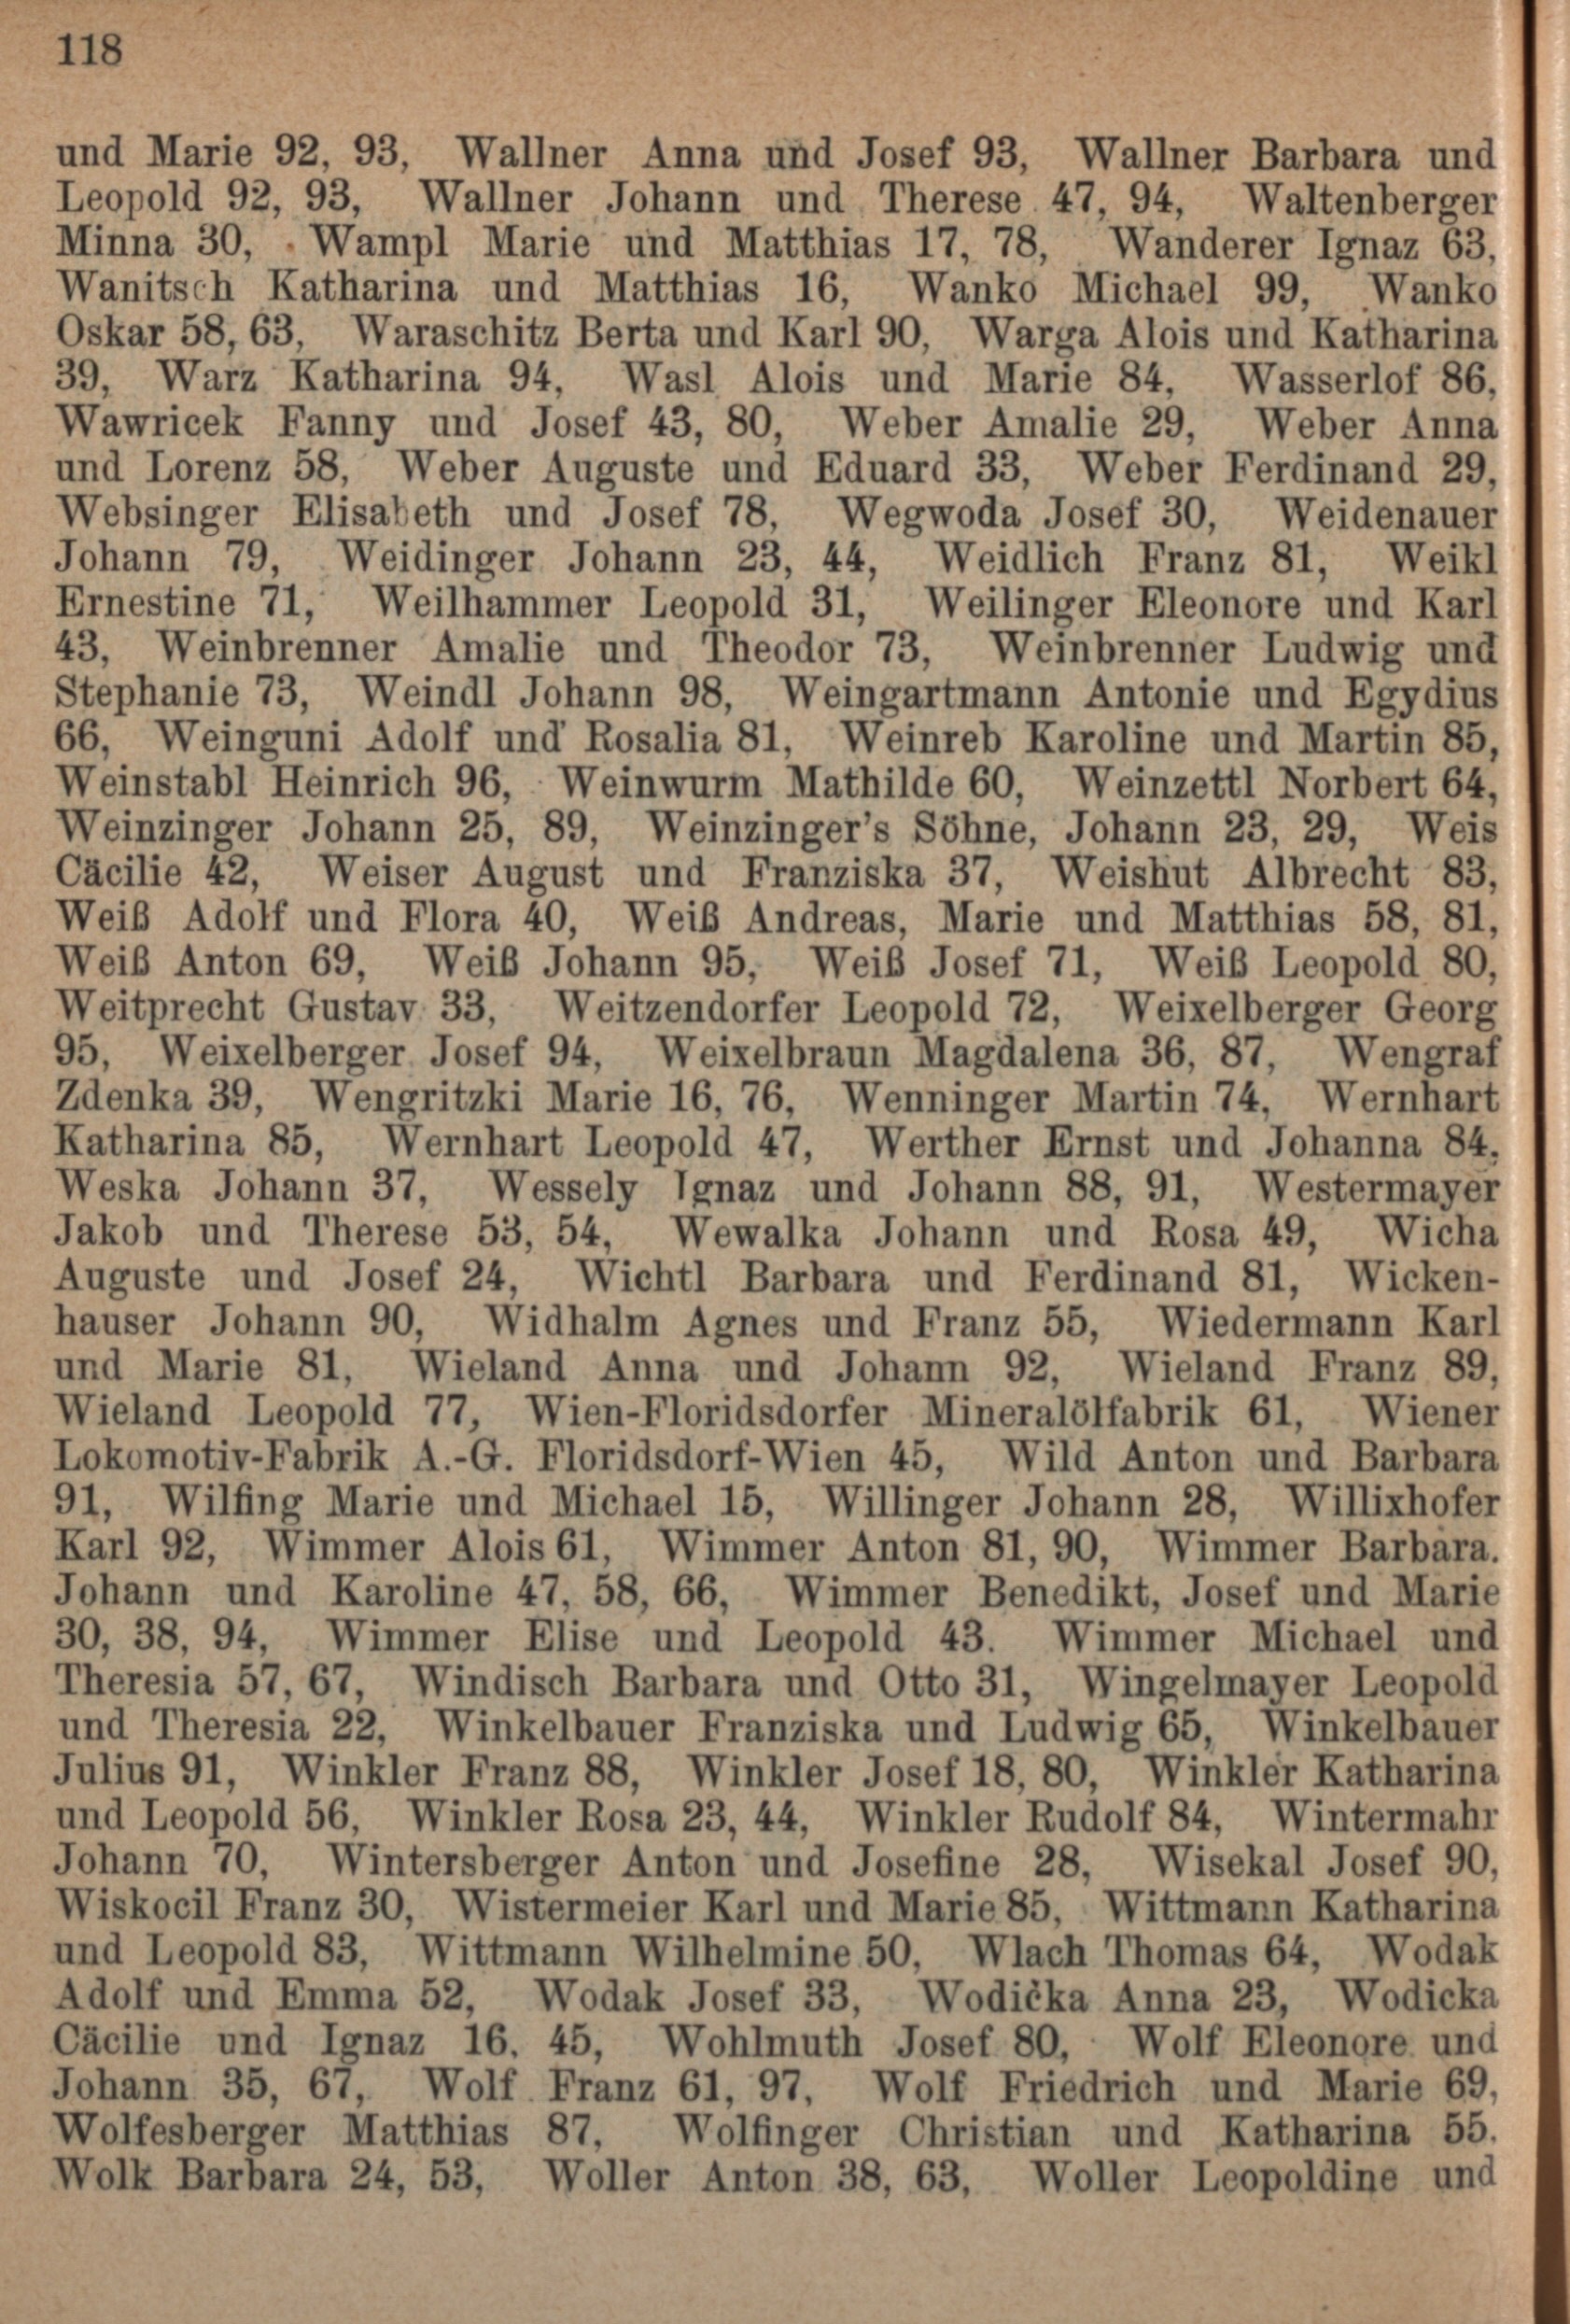 118
und Marie 92, 93, Wallner Anna und Josef 93, Wallner Barbara und
Leopold 92, 93, Wallner Johann und Therese 47, 94, Waltenberger
Minna 30, Wampl Marie und Matthias 17, 78, Wanderer Ignaz 63,
Wanitsch Katharina und Matthias 16, Wanko Michael 99, Wanko
Oskar 58, 63, Waraschitz Berta und Karl 90, Warga Alois und Katharina
39, Warz Katharina 94, Wasl Alois und Marie 84, Wasserlof 86,
Wawricek Fanny und Josef 43, 80, Weber Amalie 29, Weber Anna
und Lorenz 58, Weber Auguste und Eduard 33, Weber Ferdinand 29,
Websinger Elisabeth und Josef 78, Wegwoda Josef 30, Weidenauer
Johann 79, Weidinger Johann 23, 44, Weidlich Franz 81, Weikl
Ernestine 71, Weilhammer Leopold 31, Weilinger Eleonore und Karl
43, Weinbrenner Amalie und Theodor 73, Weinbrenner Ludwig und
Stephanie 73, Weindl Johann 98, Weingartmann Antonie und Egydius
66, Weinguni Adolf und Rosalia 81, Weinreb Karoline und Martin 85,
Weinstabl Heinrich 96, Weinwurm Mathilde 60, Weinzettl Norbert 64,
Weinzinger Johann 25, 89, Weinzinger's Söhne, Johann 23, 29, Weis
Cäcilie 42, Weiser August und Franziska 37, Weishut Albrecht 83,
Weiß Adolf und Flora 40, Weiß Andreas, Marie und Matthias 58, 81,
Weiß Anton 69, Weiß Johann 95, Weiß Josef 71, Weiß Leopold 80,
Weitprecht Gustav 33, Weitzendorfer Leopold 72, Weixelberger Georg
95, Weixelberger Josef 94, Weixelbraun Magdalena 36, 87, Wengraf
Zdenka 39, Wengritzki Marie 16, 76, Wenninger Martin 74, Wernhart
Katharina 85, Wernhart Leopold 47, Werther Ernst und Johanna 84,
Weska Johann 37, Wessely Ignaz und Johann 88, 91, Westermayer
Jakob und Therese 53, 54, Wewalka Johann und Rosa 49, Wicha
Auguste und Josef 24, Wichtl Barbara und Ferdinand 81, Wicken-
hauser Johann 90, Widhalm Agnes und Franz 55, Wiedermann Karl
und Marie 81, Wieland Anna und Johann 92, Wieland Franz 89,
Wieland Leopold 77, Wien-Floridsdorfer Mineralölfabrik 61, Wiener
Lokomotiv-Fabrik A.-G. Floridsdorf-Wien 45, Wild Anton und Barbara
91, Wilfing Marie und Michael 15, Willinger Johann 28, Willixhofer
Karl 92, Wimmer Alois 61, Wimmer Anton 81, 90, Wimmer Barbara.
Johann und Karoline 47, 58, 66, Wimmer Benedikt, Josef und Marie
30, 38, 94, Wimmer Elise und Leopold 43. Wimmer Michael und
Theresia 57, 67, Windisch Barbara und Otto 31, Wingelmayer Leopold
und Theresia 22, Winkelbauer Franziska und Ludwig 65, Winkelbauer
Julius 91, Winkler Franz 88, Winkler Josef 18, 80, Winkler Katharina
und Leopold 56, Winkler Rosa 23, 44, Winkler Rudolf 84, Wintermahr
Johann 70, Wintersberger Anton und Josefine 28, Wisekal Josef 90,
Wiskocil Franz 30, Wistermeier Karl und Marie 85, Wittmann Katharina
und Leopold 83, Wittmann Wilhelmine 50, Wlach Thomas 64, Wodak
Adolf und Emma 52, Wodak Josef 33, Wodička Anna 23, Wodicka
Cäcilie und Ignaz 16, 45, Wohlmuth Josef 80, Wolf Eleonore und
Johann 35, 67, Wolf Franz 61, 97, Wolf Friedrich und Marie 69,
Wolfesberger Matthias 87, Wolfinger Christian und Katharina 55.
Wolk Barbara 24, 53, Woller Anton 38, 63, Woller Leopoldine und